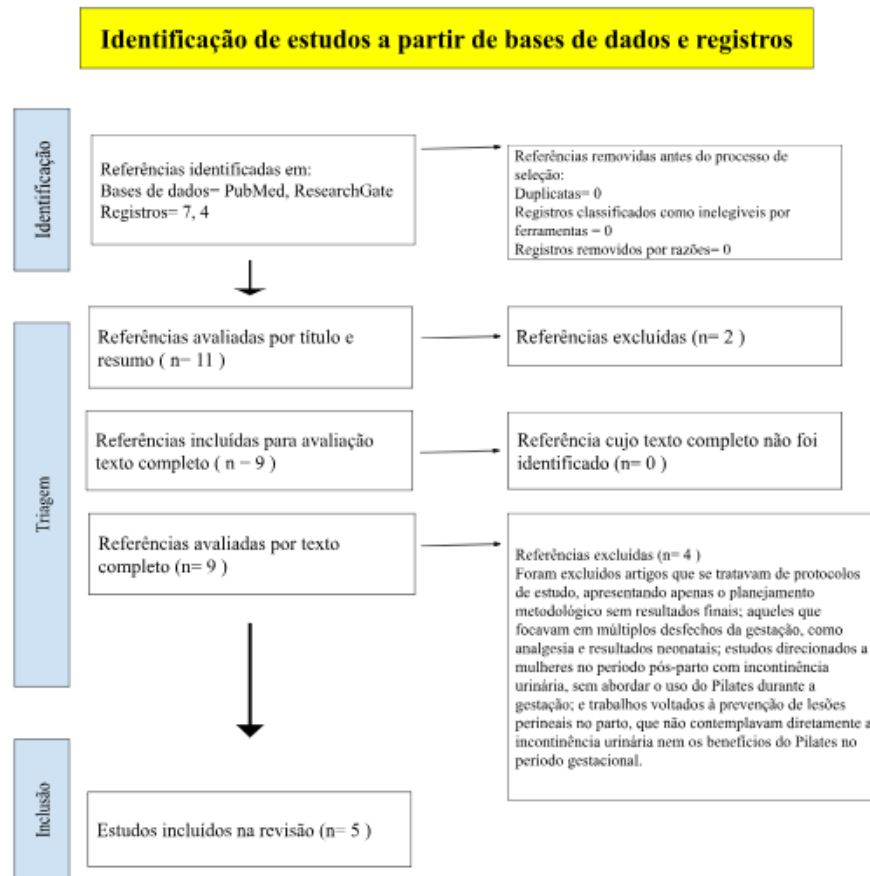 Identificação de estudos a partir de bases de dados e registros
Identificação
Referências identificadas em:
Bases de dados= PubMed, ResearchGate
Registros= 7, 4
Referências removidas antes do processo de
seleção:
Duplicatas= 0
Registros classificados como inelegíveis por
ferramentas = 0
Registros removidos por razões= 0
Triagem
Referências avaliadas por título e
resumo ( n= 11 )
Referências excluídas (n= 2 )
Referências incluídas para avaliação
texto completo ( n = 9 )
Referência cujo texto completo não foi
identificado (n= 0 )
Referências avaliadas por texto
completo (n= 9 )
Referências excluídas (n= 4 )
Foram excluídos artigos que se tratavam de protocolos
de estudo, apresentando apenas o planejamento
metodológico sem resultados finais; aqueles que
focavam em múltiplos desfechos da gestação, como
analgesia e resultados neonatais; estudos direcionados a
mulheres no período pós-parto com incontinência
urinária, sem abordar o uso do Pilates durante a
gestação; e trabalhos voltados à prevenção de lesões
perineais no parto, que não contemplavam diretamente a
incontinência urinária nem os benefícios do Pilates no
período gestacional.
Inclusão
Estudos incluídos na revisão (n= 5 )